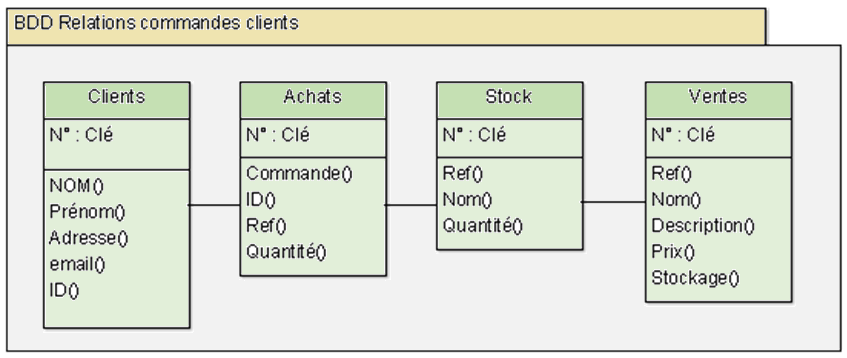 BDD Relations commandes clients
Clients
N° : Clé
NOM()
Prénom()
Adresse()
email()
ID()
Achats
N° : Clé
Commande()
ID()
Ref()
Quantité()
Stock
N° : Clé
Ref()
Nom()
Quantité()
Ventes
N° : Clé
Ref()
Nom()
Description()
Prix()
Stockage()